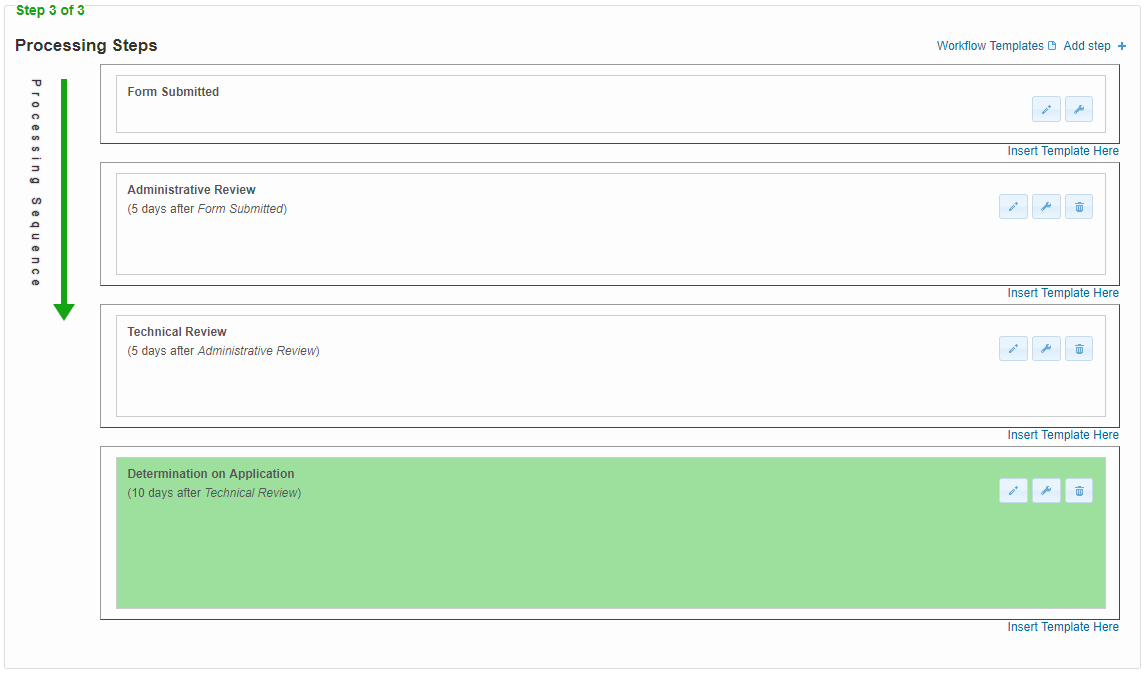 Step 3 of 3
Processing Steps
Workflow Templates Add step +
Processing Sequence
Form Submitted
Insert Template Here
Administrative Review
(5 days after Form Submitted)
Insert Template Here
Technical Review
(5 days after Administrative Review)
Insert Template Here
Determination on Application
(10 days after Technical Review)
Insert Template Here